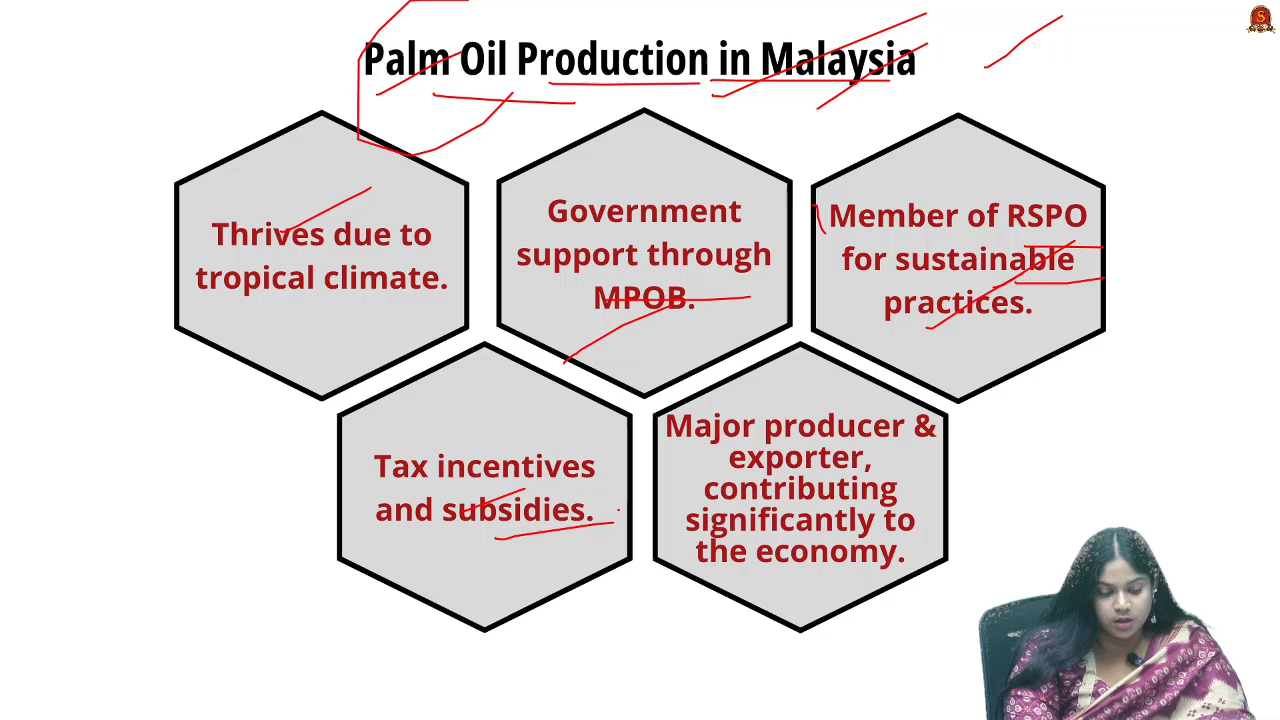 Palm Oil Production in Malaysia
Thrives due to
tropical climate.
Government
support through
MPOB.
Member of RSPO
for sustainable
practices.
Tax incentives
and subsidies.
Major producer &
exporter,
contributing
significantly to
the economy.
S